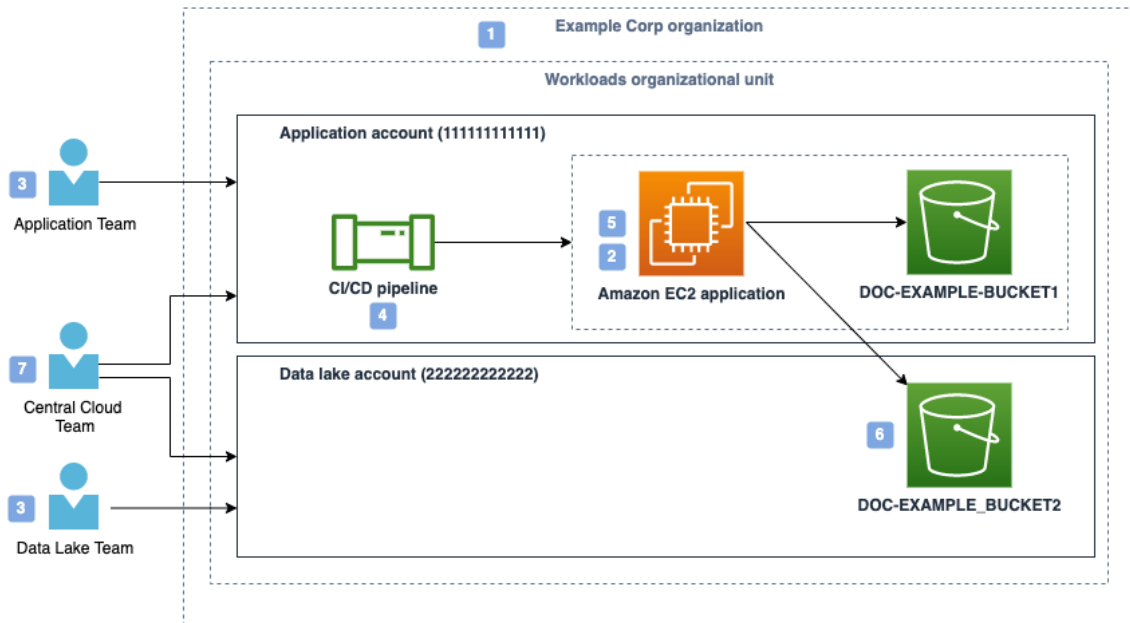 1
Example Corp organization
Workloads organizational unit
Application account (111111111111)
3
Application Team
5
2
CI/CD pipeline
4
Amazon EC2 application
DOC-EXAMPLE-BUCKET1
7
Central Cloud
Team
Data lake account (222222222222)
6
DOC-EXAMPLE_BUCKET2
3
Data Lake Team